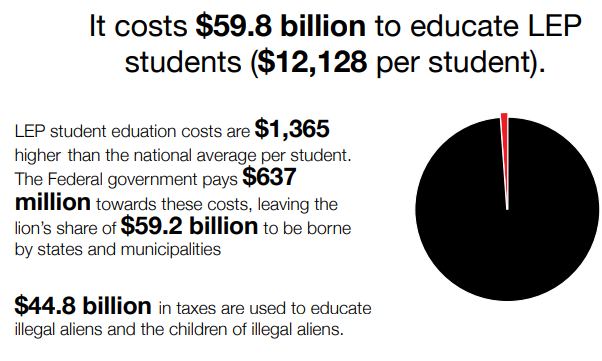 It costs $59.8 billion to educate LEP
students ($12,128 per student).
LEP student eduation costs are $1,365
higher than the national average per student.
The Federal government pays $637
million towards these costs, leaving the
lion's share of $59.2 billion to be borne
by states and municipalities
$44.8 billion in taxes are used to educate
illegal aliens and the children of illegal aliens.